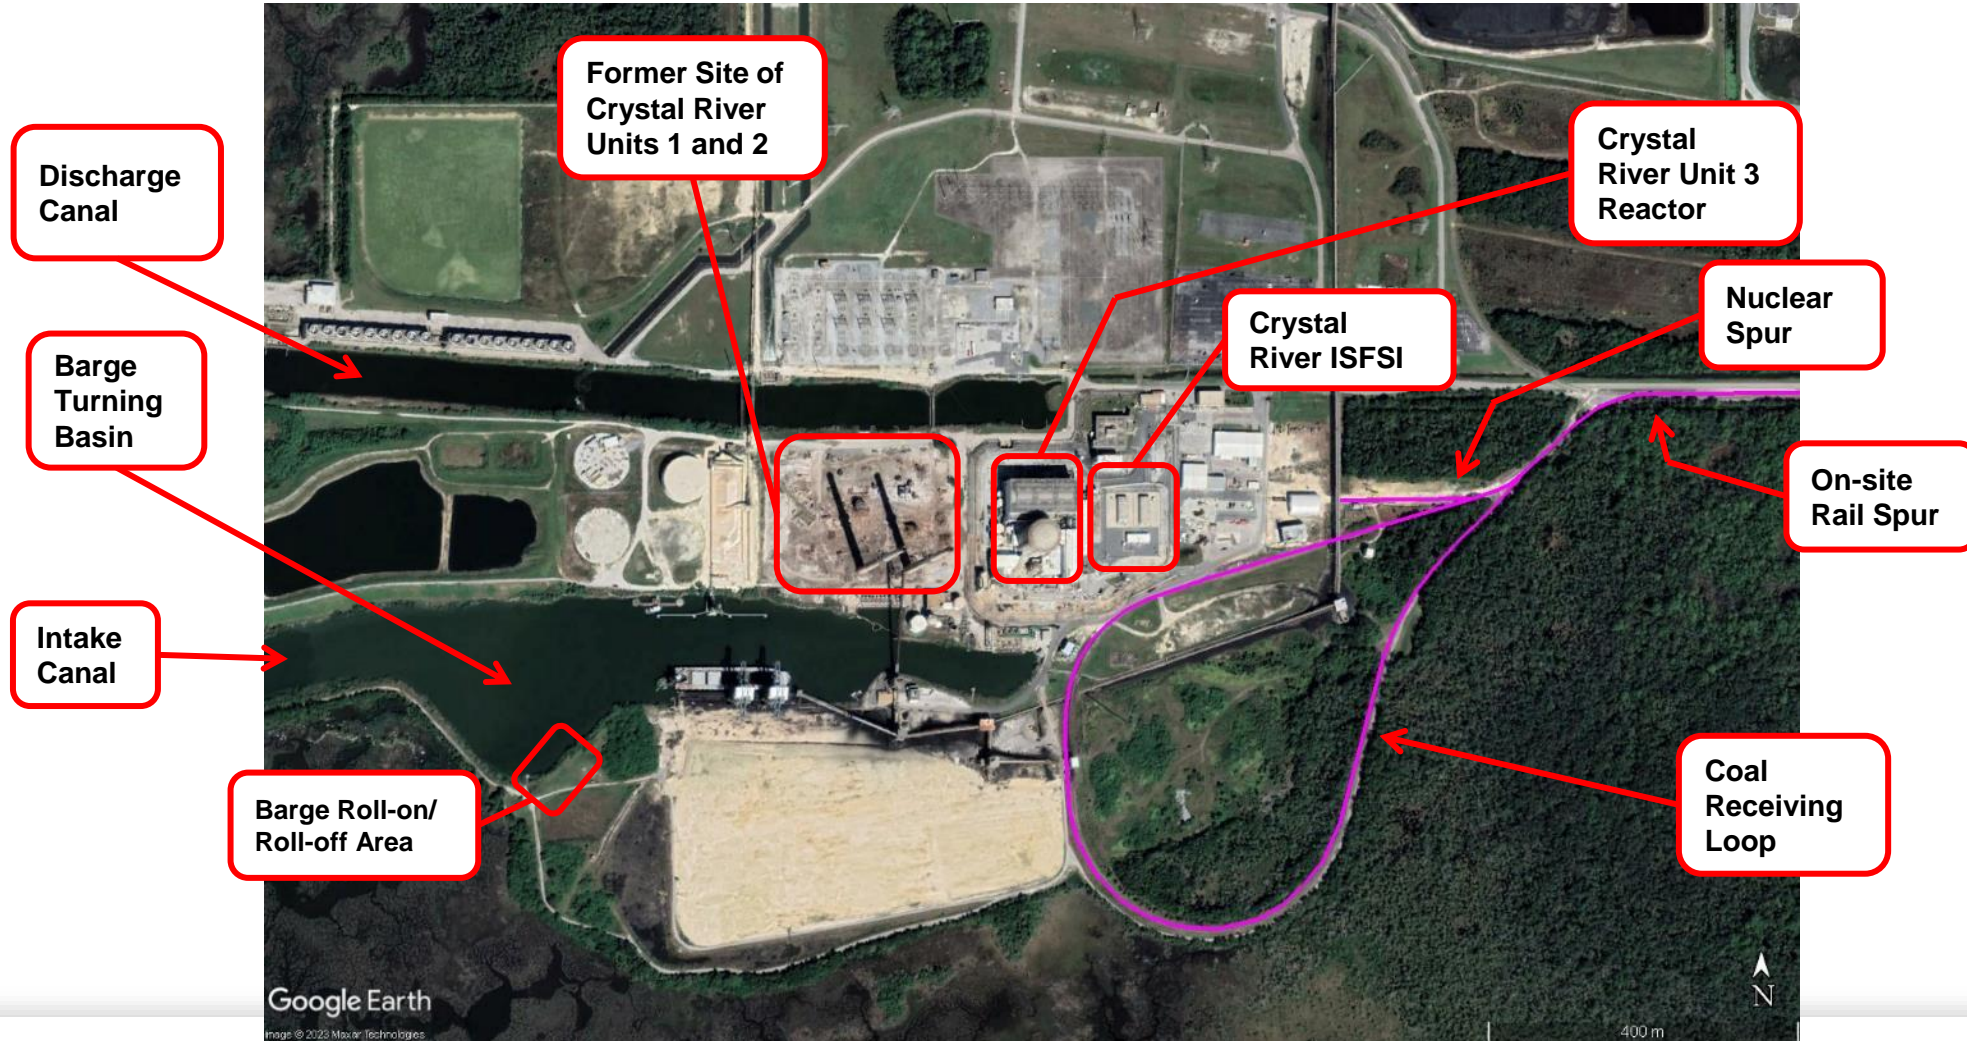 Former Site of
Crystal River
Units 1 and 2
Crystal
River Unit 3
Reactor
Discharge
Canal
Nuclear
Spur
Crystal
River ISFSI
Barge
Turning
Basin
On-site
Rail Spur
Intake
Canal
Coal
Receiving
Loop
Barge Roll-on/
Roll-off Area
N
Google Earth
Image © 2023 Maxar Technologies
400 m